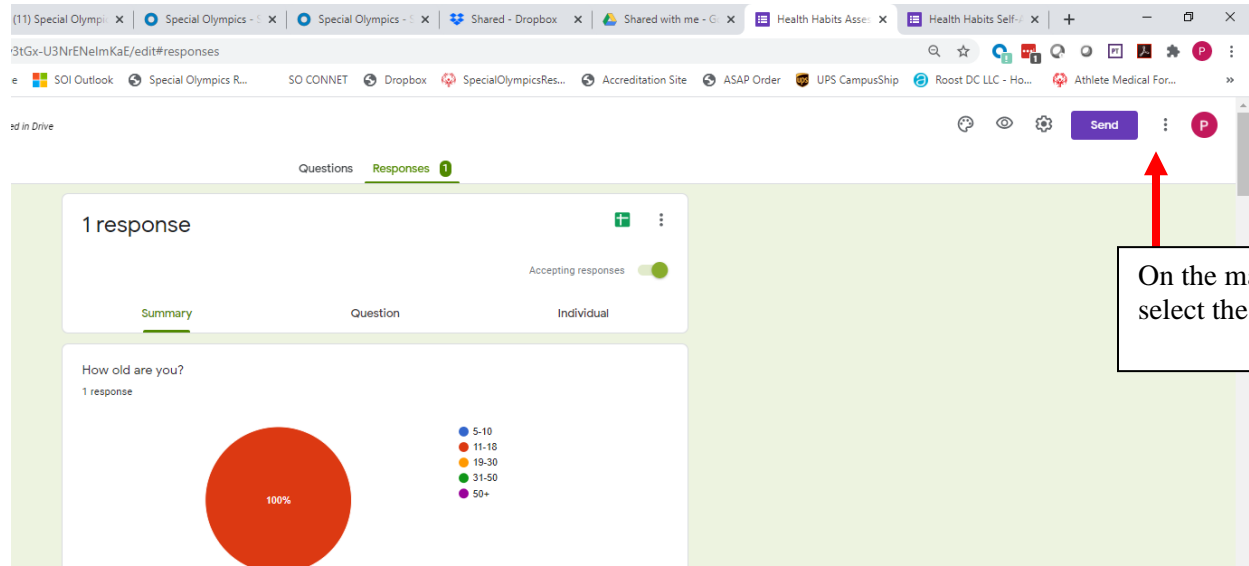 (11) Special Olympic Special Olympics - S Special Olympics - S Shared - Dropbox Shared with me - G Health Habits Asses Health Habits Self-A
3tGx-U3NrENeImKaE/edit#responses
e SOI Outlook Special Olympics R... SO CONNET Dropbox SpecialOlympicsRes... Accreditation Site ASAP Order UPS CampusShip Roost DC LLC - Ho... Athlete Medical For... »
ed in Drive
Send P
Questions Responses 1
1 response
Accepting responses
Summary Question Individual
On the ma
select the
How old are you?
1 response
5-10
11-18
19-30
31-50
50+
100%